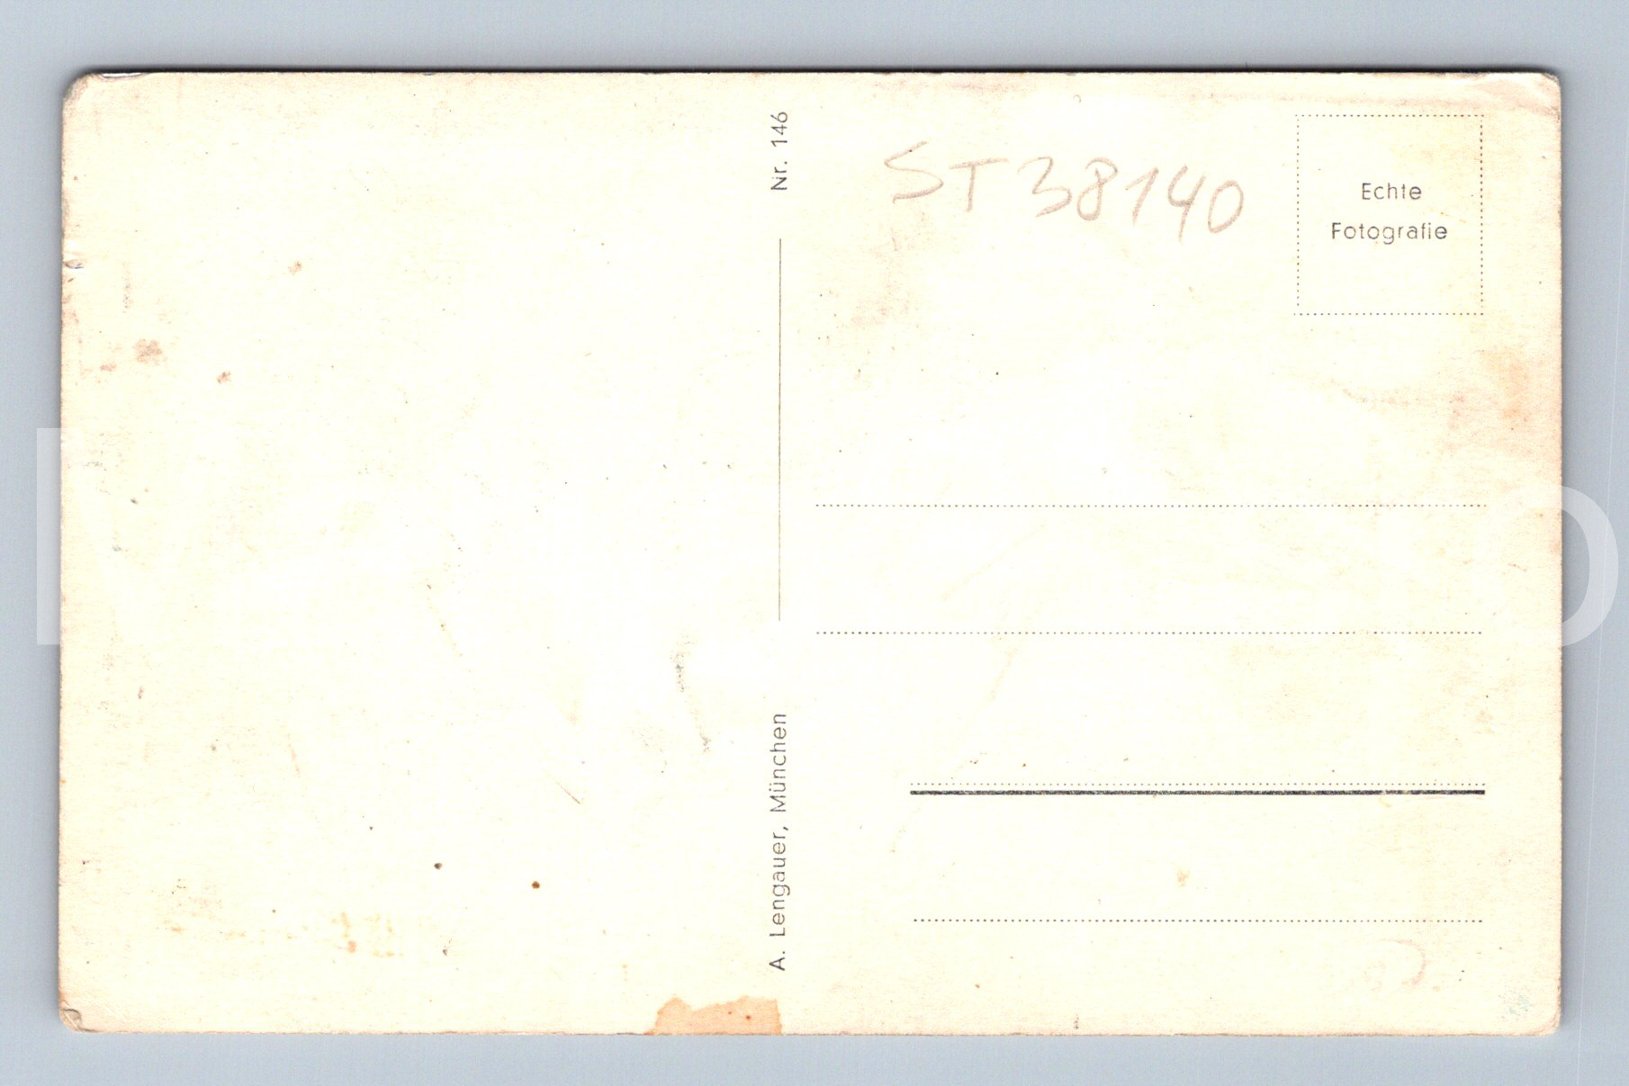 Nr. 146
A. Lengauer, München
ST38140
Echte
Fotografie